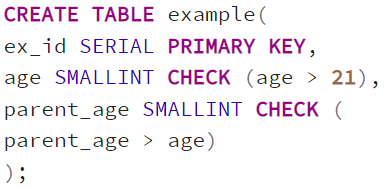 CREATE TABLE example(
ex_id SERIAL PRIMARY KEY,
age SMALLINT CHECK (age > 21),
parent_age SMALLINT CHECK (
parent_age > age)
);